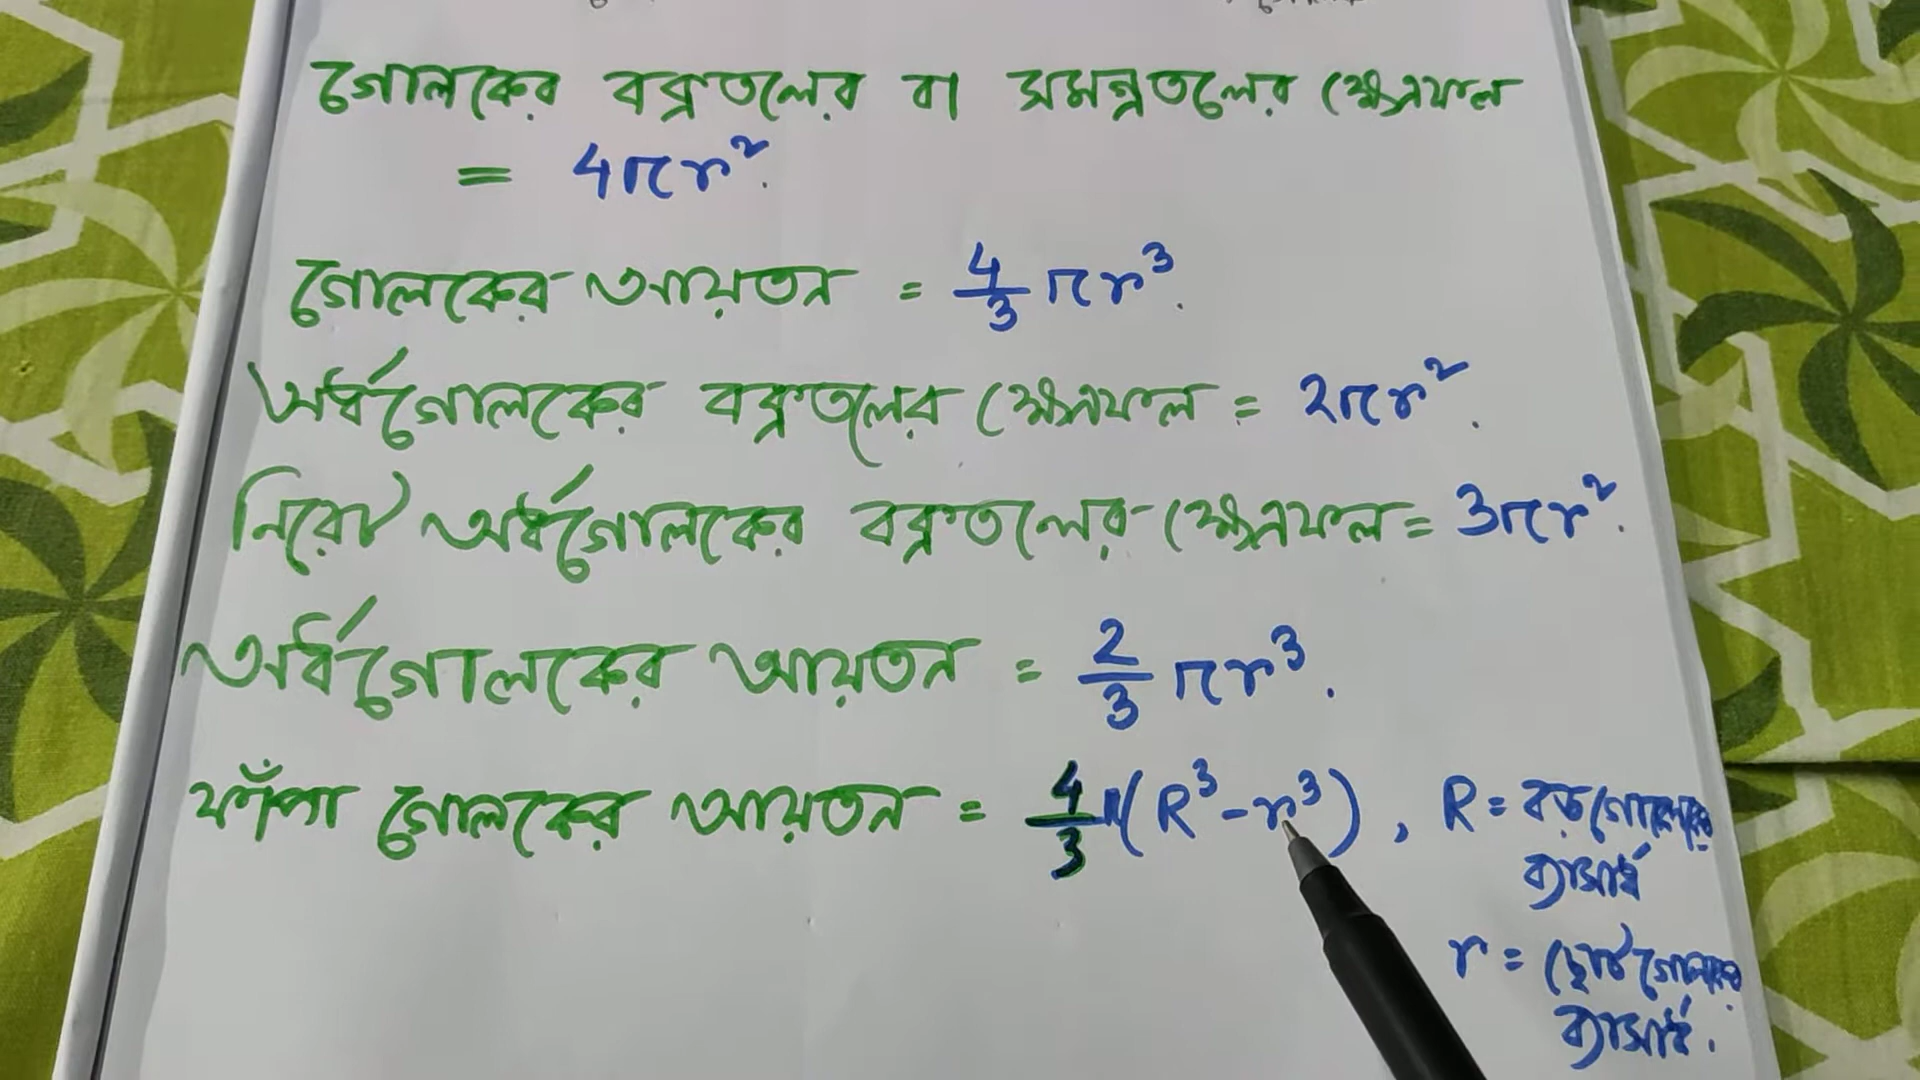 গোলকের বক্রতলের বা সমগ্রতলের ক্ষেত্রফল
= 4πr².
গোলকের আয়তন = 4/3 πr³.
অর্ধগোলকের বক্রতলের ক্ষেত্রফল = 2πr².
নিরেট অর্ধগোলকের বক্রতলের ক্ষেত্রফল = 3πr².
অর্ধগোলকের আয়তন = 2/3 πr³.
ফাঁপা গোলকের আয়তন = 4/3 π(R³-r³), R = বড় গোলকের
ব্যাসার্ধ
r = ছোট গোলকের
ব্যাসার্ধ.